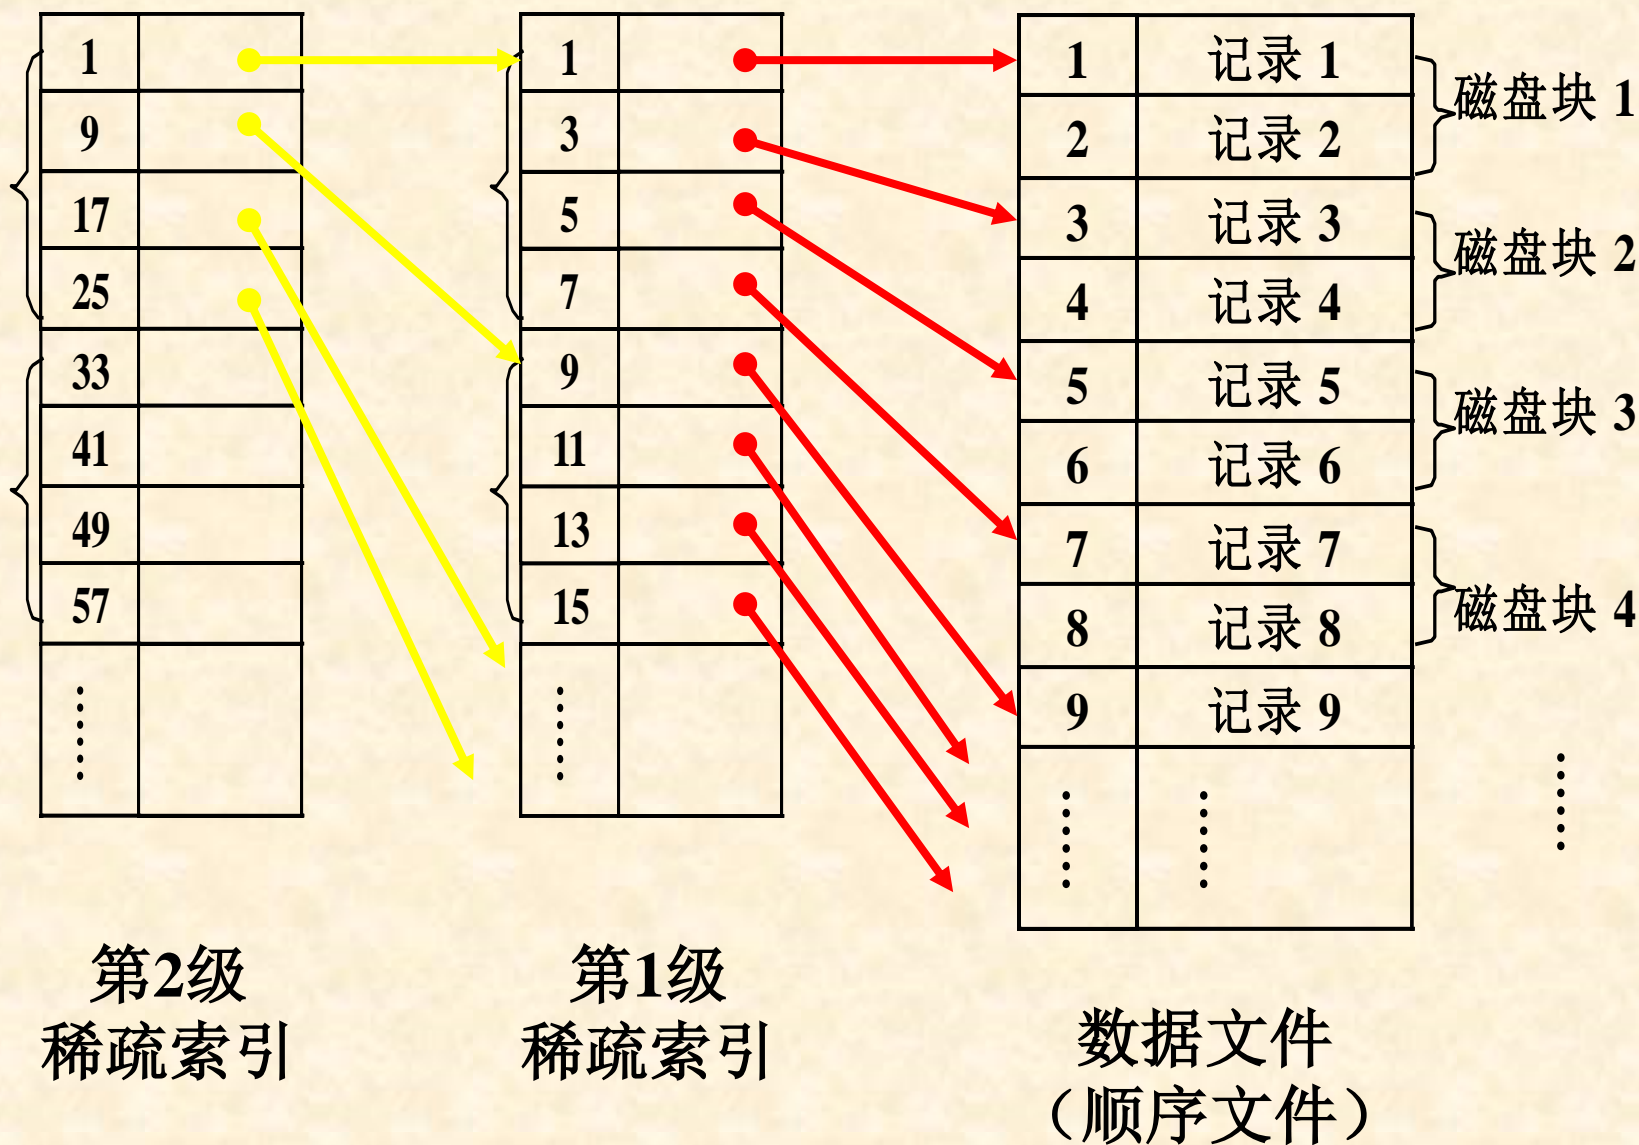 1
9
17
25
33
41
49
57
……
第2级
稀疏索引
1
3
5
7
9
11
13
15
……
第1级
稀疏索引
1 记录 1
2 记录 2
3 记录 3
4 记录 4
5 记录 5
6 记录 6
7 记录 7
8 记录 8
9 记录 9
…… ……
数据文件
（顺序文件）
磁盘块 1
磁盘块 2
磁盘块 3
磁盘块 4
……